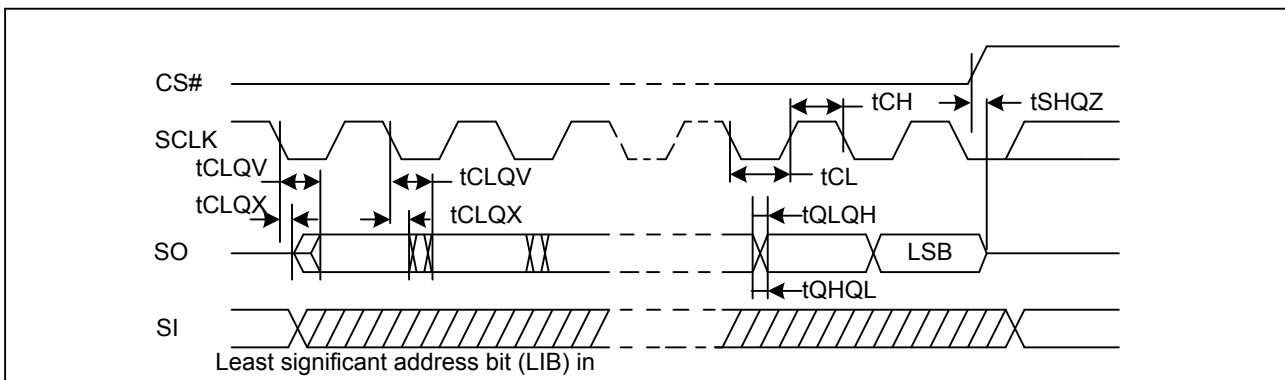 CS#
tCH
tSHQZ
SCLK
tCLQV
tCLQV
tCL
tCLQX
tCLQX
tQLQH
SO
LSB
tQHQL
SI
Least significant address bit (LIB) in